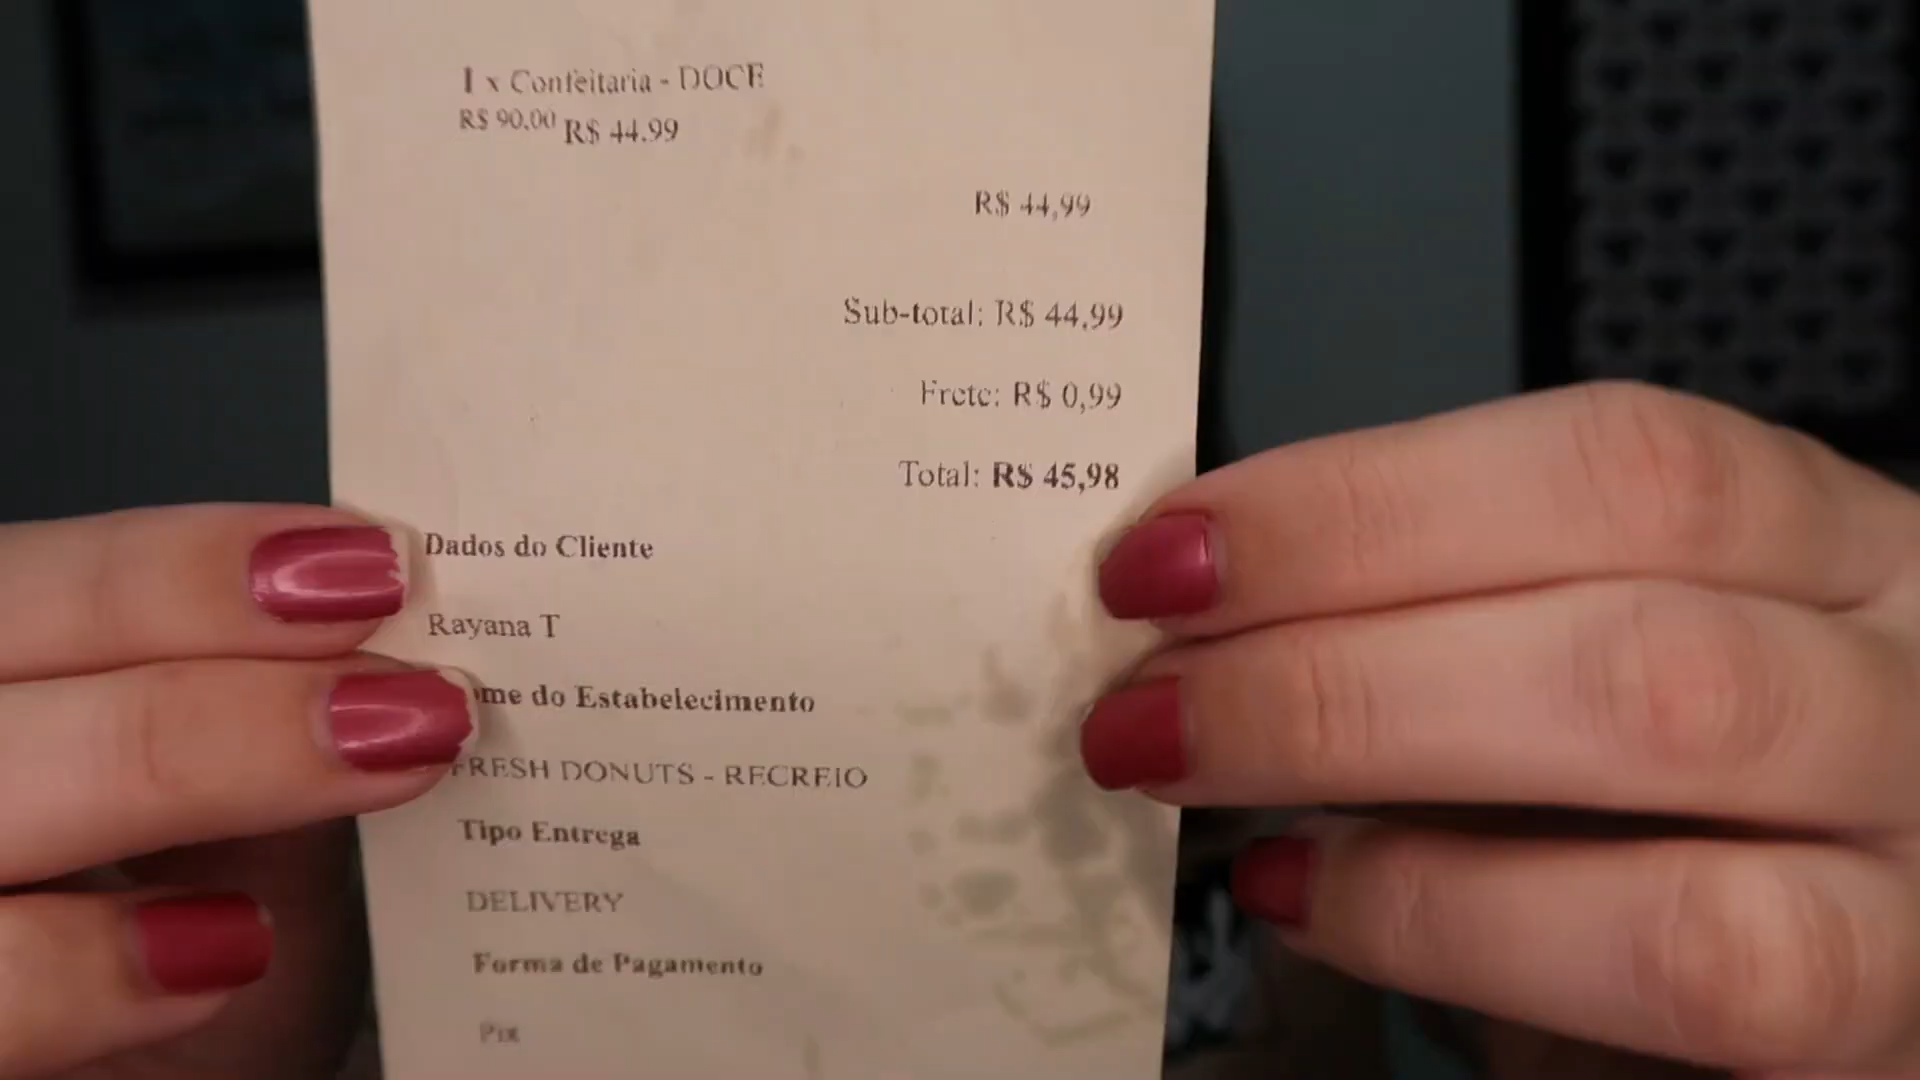 1 x Confeitaria - DOCE
R$ 90.00 R$ 44.99
R$ 44,99
Sub-total: R$ 44,99
Frete: R$ 0,99
Total: R$ 45,98
Dados do Cliente
Rayana T
ome do Estabelecimento
FRESH DONUTS - RECREIO
Tipo Entrega
DELIVERY
Forma de Pagamento
Pix